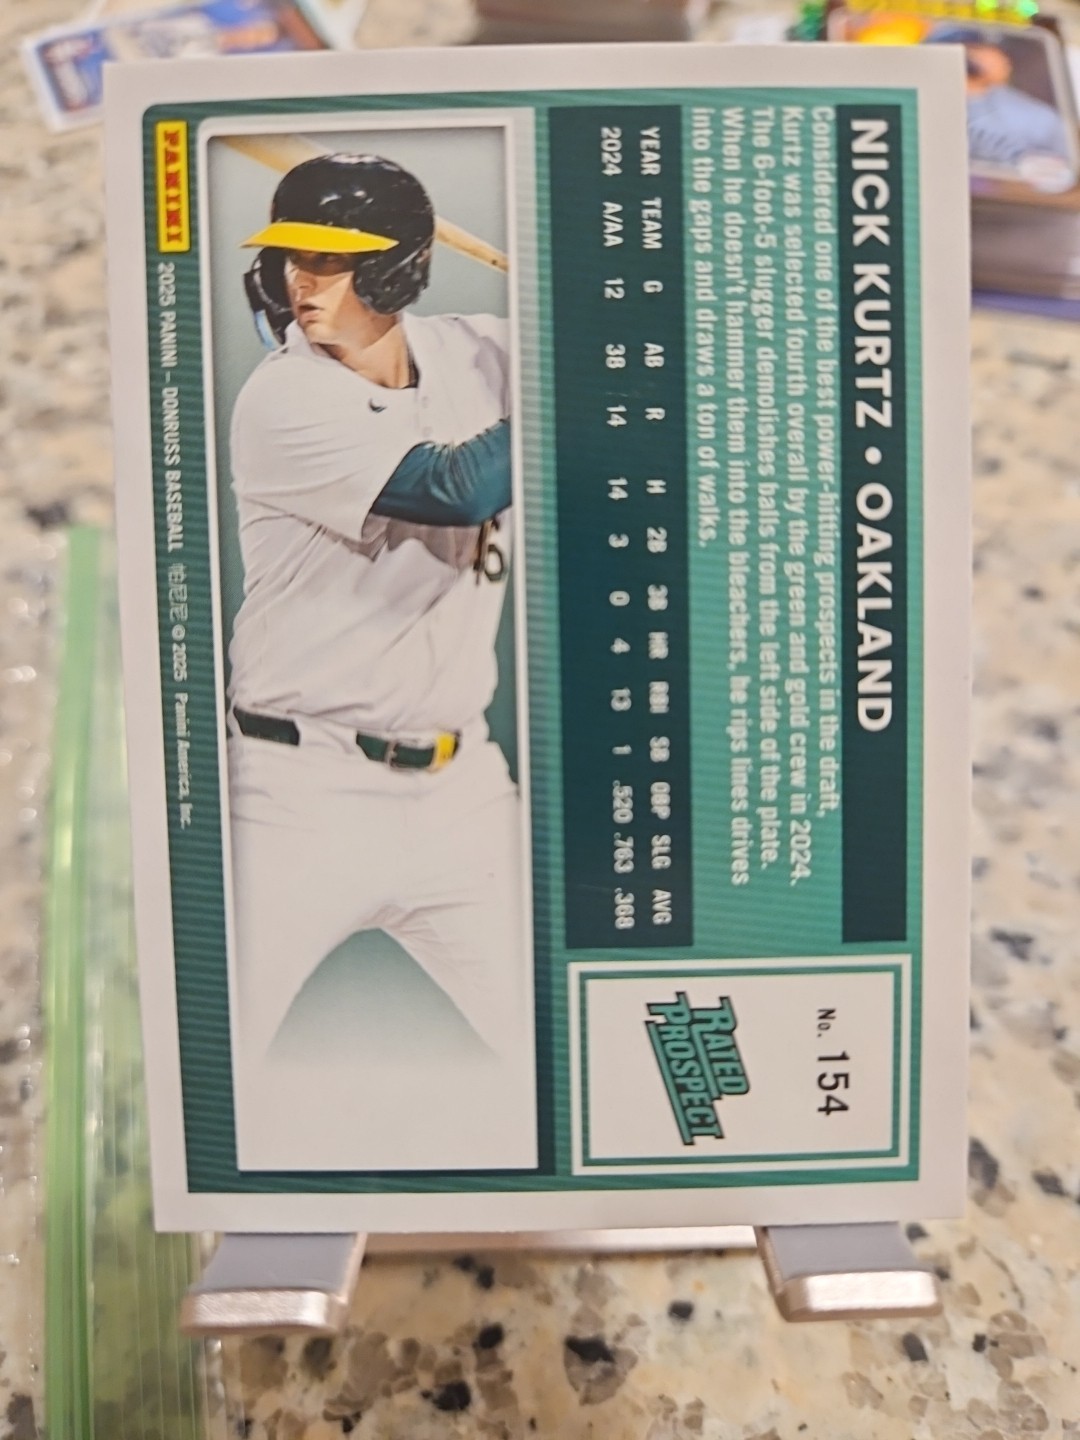 NICK KURTZ • OAKLAND
Considered one of the best power-hitting prospects in the draft,
Kurtz was selected fourth overall by the green and gold crew in 2024.
The 6-foot-5 slugger demolishes balls from the left side of the plate.
When he doesn't hammer them into the bleachers, he rips lines drives
into the gaps and draws a ton of walks.
YEAR TEAM G AB R H 2B 3B HR RBI SB OBP SLG AVG
2024 A/AA 12 38 14 14 3 0 4 13 1 .520 .763 .368
No. 154
RATED
PROSPECT
PANINI 2025 PANINI – DONRUSS BASEBALL 帕尼尼 © 2025 Panini America, Inc.